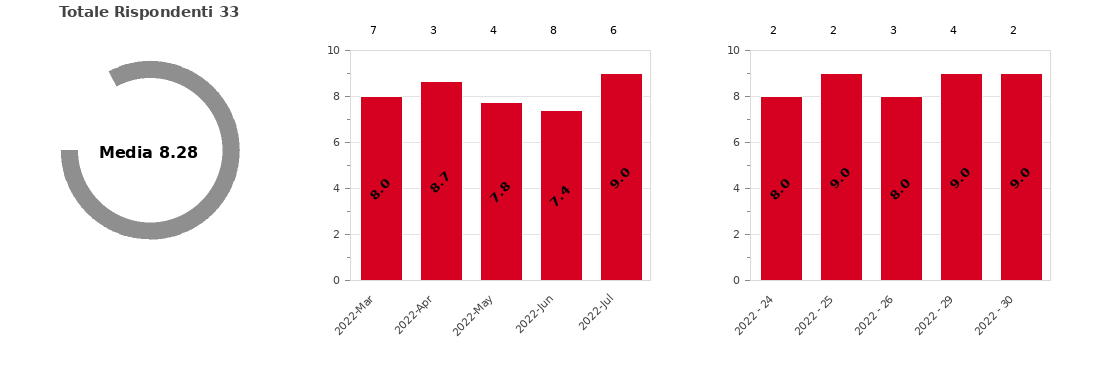 Totale Rispondenti 33
Media 8.28
7 3 4 8 6
10
8
6
4
2
0
8.0 8.7 7.8 7.4 9.0
2022-Mar 2022-Apr 2022-May 2022-Jun 2022-Jul
2 2 3 4 2
10
8
6
4
2
0
8.0 9.0 8.0 9.0 9.0
2022 - 24 2022 - 25 2022 - 26 2022 - 29 2022 - 30